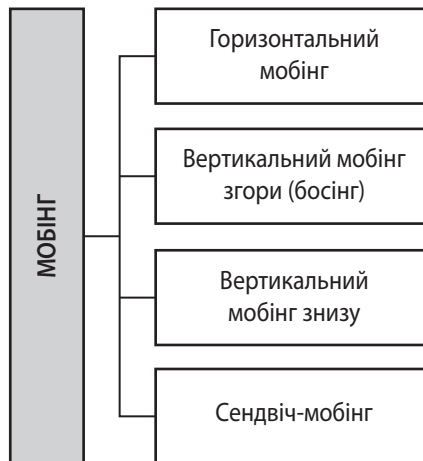 МОБІНГ
Горизонтальний
мобінг
Вертикальний мобінг
згори (босінг)
Вертикальний
мобінг знизу
Сендвіч-мобінг